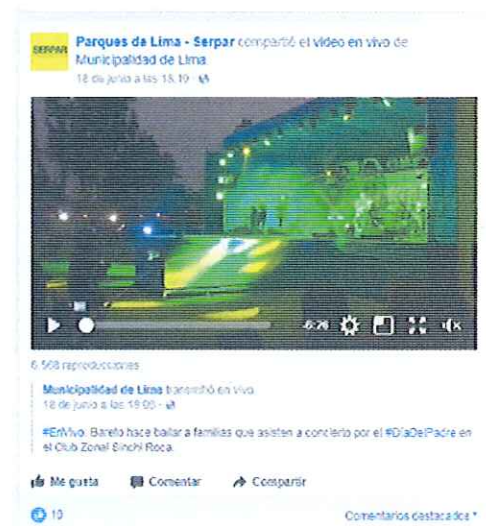 SERPAR
Parques de Lima - Serpar compartió el video en vivo de
Municipalidad de Lima
18 de junio a las 18:19
-6:26
6 568 reproducciones
Municipalidad de Lima transmitió en vivo
18 de junio a las 18:05
#EnVivo Bareto hace bailar a familias que asisten a concierto por el #DíaDelPadre en
el Club Zonal Sinchi Roca.
Me gusta Comentar Compartir
10 Comentarios destacados